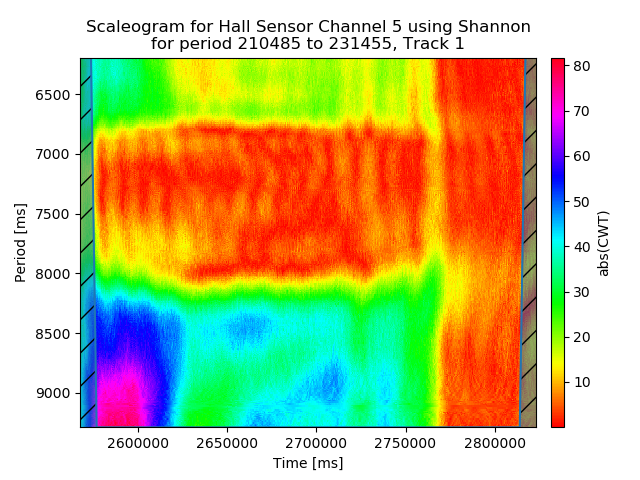 Scaleogram for Hall Sensor Channel 5 using Shannon
for period 210485 to 231455, Track 1
Period [ms]
6500
7000
7500
8000
8500
9000
2600000 2650000 2700000 2750000 2800000
Time [ms]
80
70
60
50
40
30
20
10
abs(CWT)